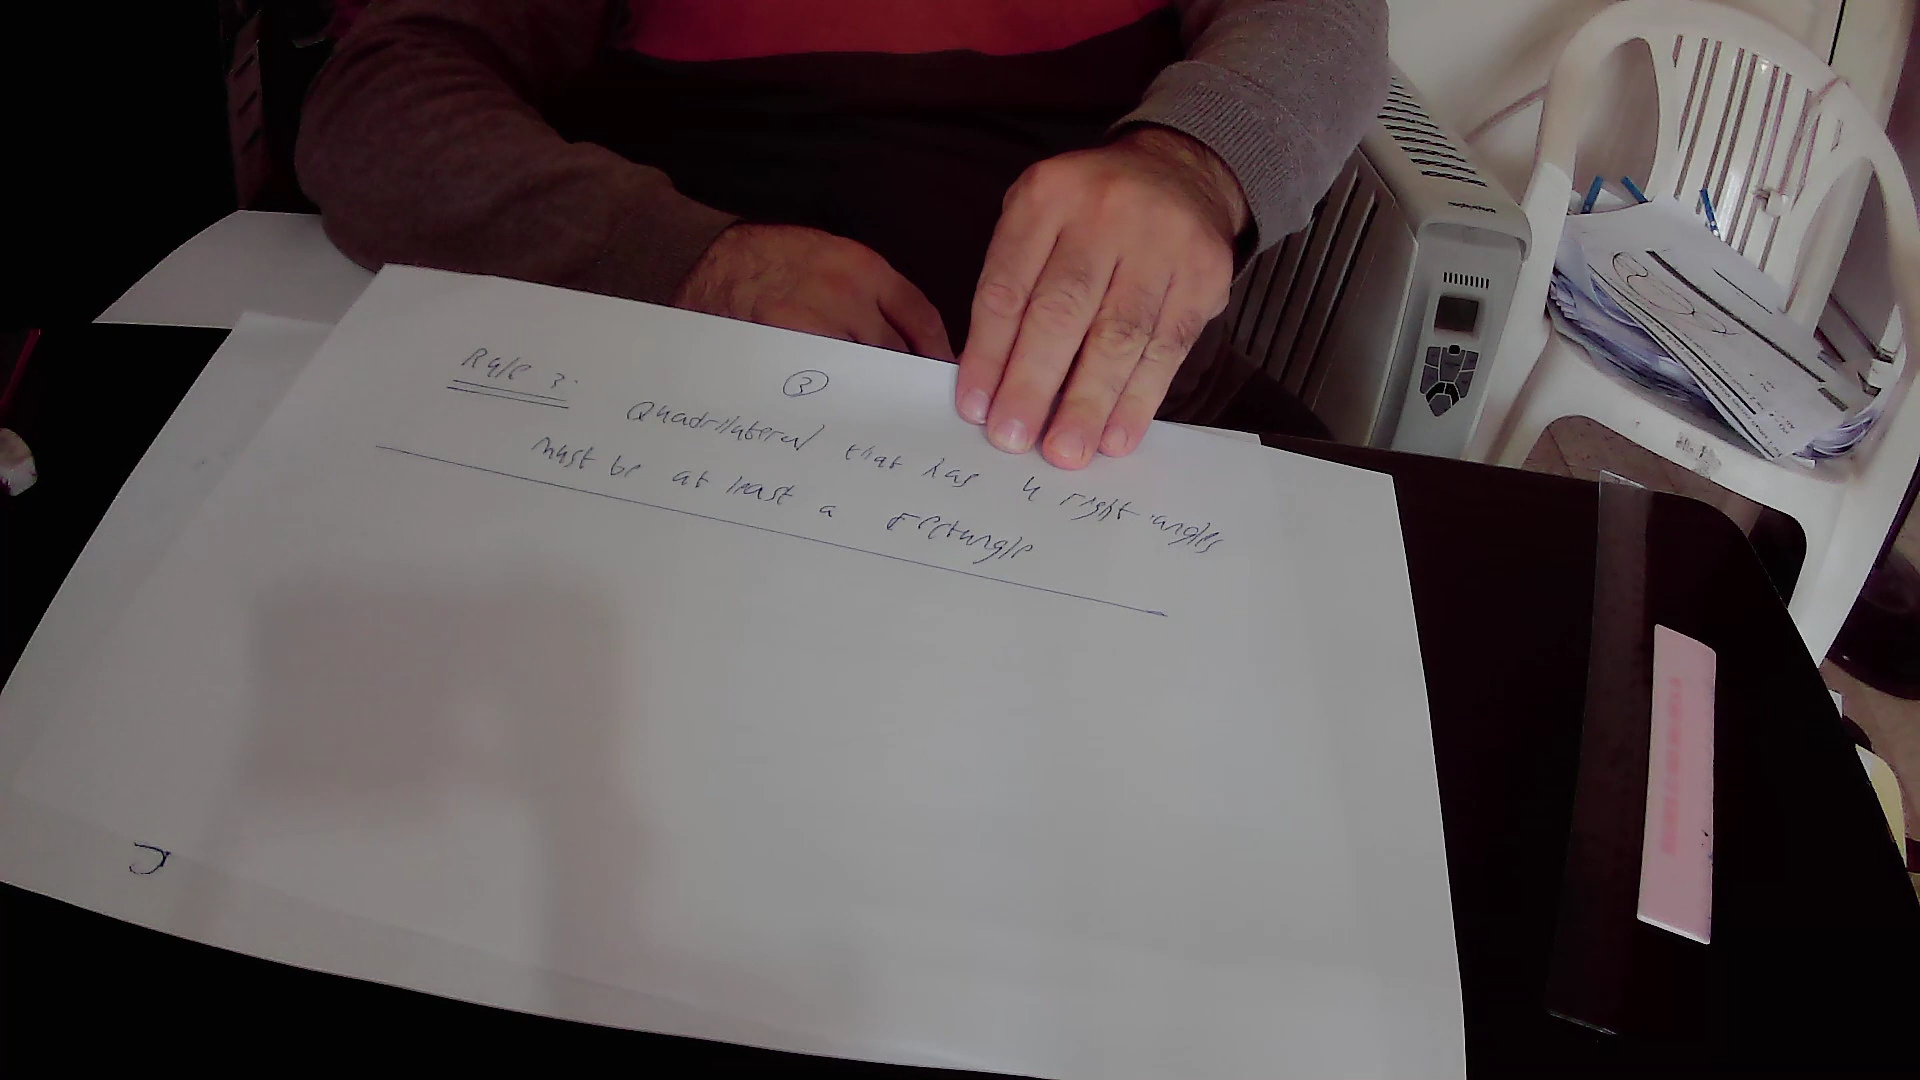 ③
Rule 3:
Quadrilateral that has 4 right angles
must be at least a rectangle